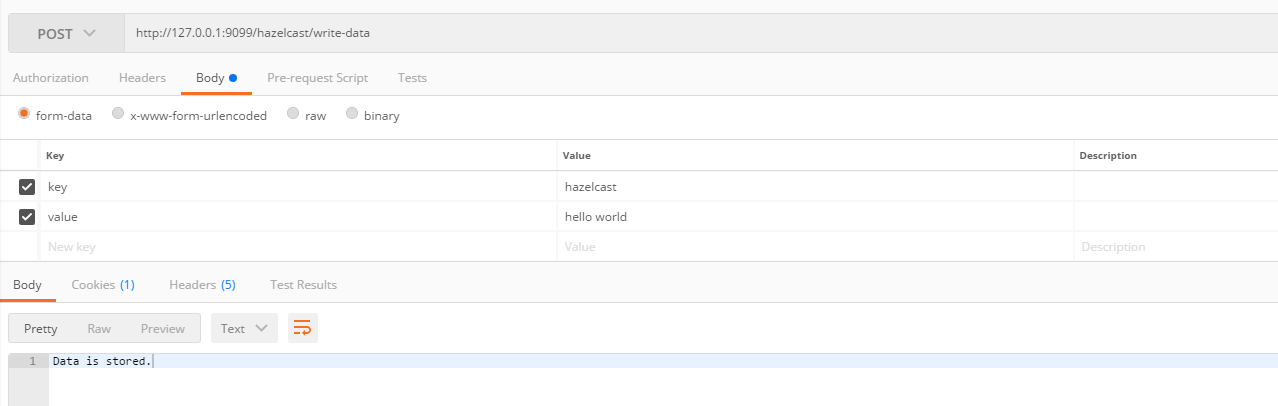 POST http://127.0.0.1:9099/hazelcast/write-data
Authorization Headers Body Pre-request Script Tests
form-data x-www-form-urlencoded raw binary
Key Value Description
key hazelcast
value hello world
New key Value Description
Body Cookies (1) Headers (5) Test Results
Pretty Raw Preview Text
1 Data is stored.